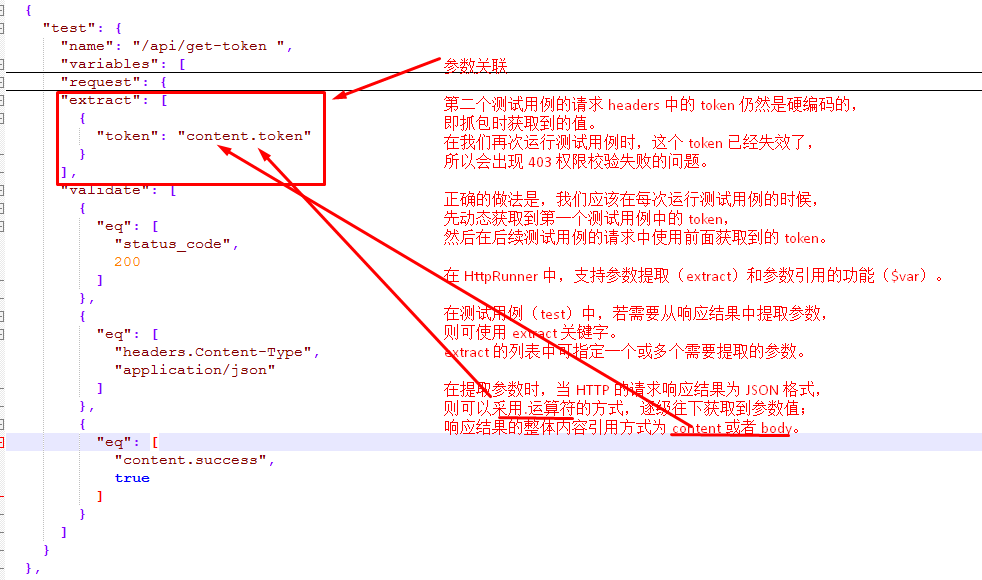 {
"test": {
"name": "/api/get-token ",
"variables": [
"request": {
"extract": [
{
"token": "content.token"
}
],
"validate": [
{
"eq": [
"status_code",
200
]
},
{
"eq": [
"headers.Content-Type",
"application/json"
]
},
{
"eq": [
"content.success",
true
]
}
]
}
},
参数关联
第二个测试用例的请求 headers 中的 token 仍然是硬编码的,
即抓包时获取到的值。
在我们再次运行测试用例时，这个 token 已经失效了，
所以会出现 403 权限校验失败的问题。
正确的做法是，我们应该在每次运行测试用例的时候，
先动态获取到第一个测试用例中的 token，
然后在后续测试用例的请求中使用前面获取到的 token。
在 HttpRunner 中，支持参数提取（extract）和参数引用的功能（$var）。
在测试用例（test）中，若需要从响应结果中提取参数，
则可使用 extract 关键字。
extract 的列表中可指定一个或多个需要提取的参数。
在提取参数时，当 HTTP 的请求响应结果为 JSON 格式，
则可以采用.运算符的方式，逐级往下获取到参数值；
响应结果的整体内容引用方式为 content 或者 body。